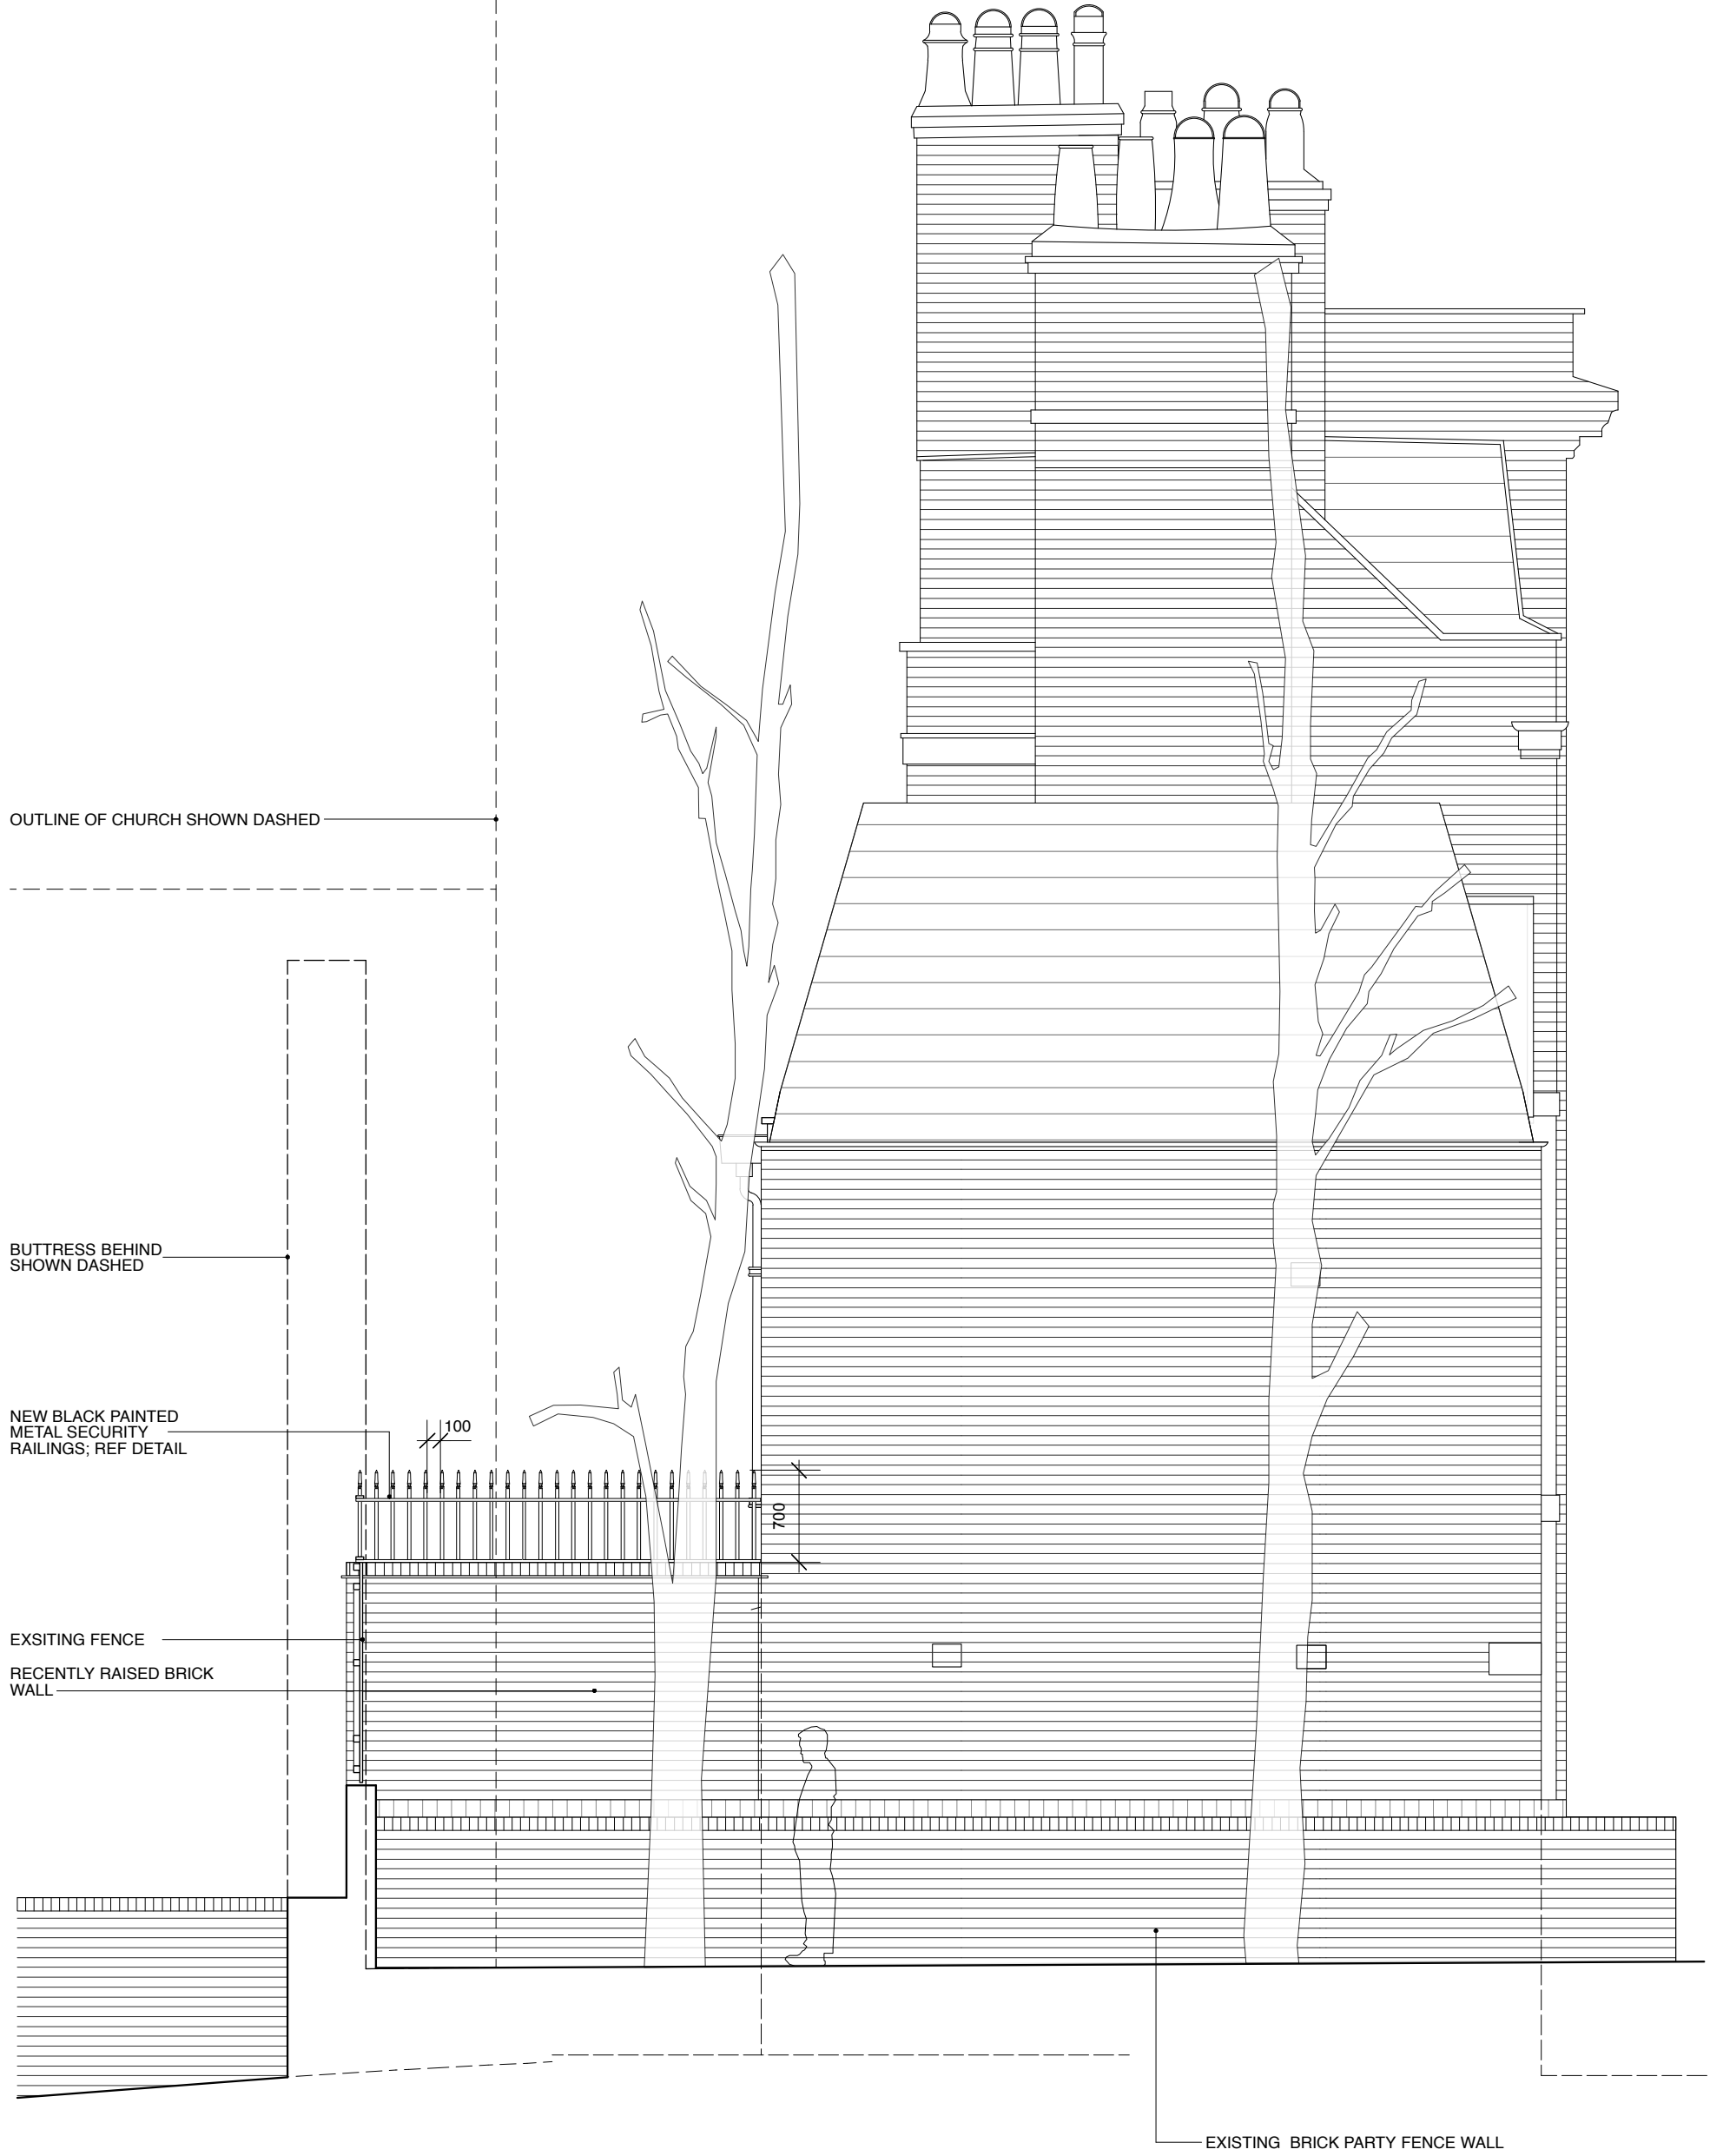 OUTLINE OF CHURCH SHOWN DASHED
BUTTRESS BEHIND
SHOWN DASHED
NEW BLACK PAINTED
METAL SECURITY
RAILINGS; REF DETAIL
100
700
EXSITING FENCE
RECENTLY RAISED BRICK
WALL
EXISTING BRICK PARTY FENCE WALL